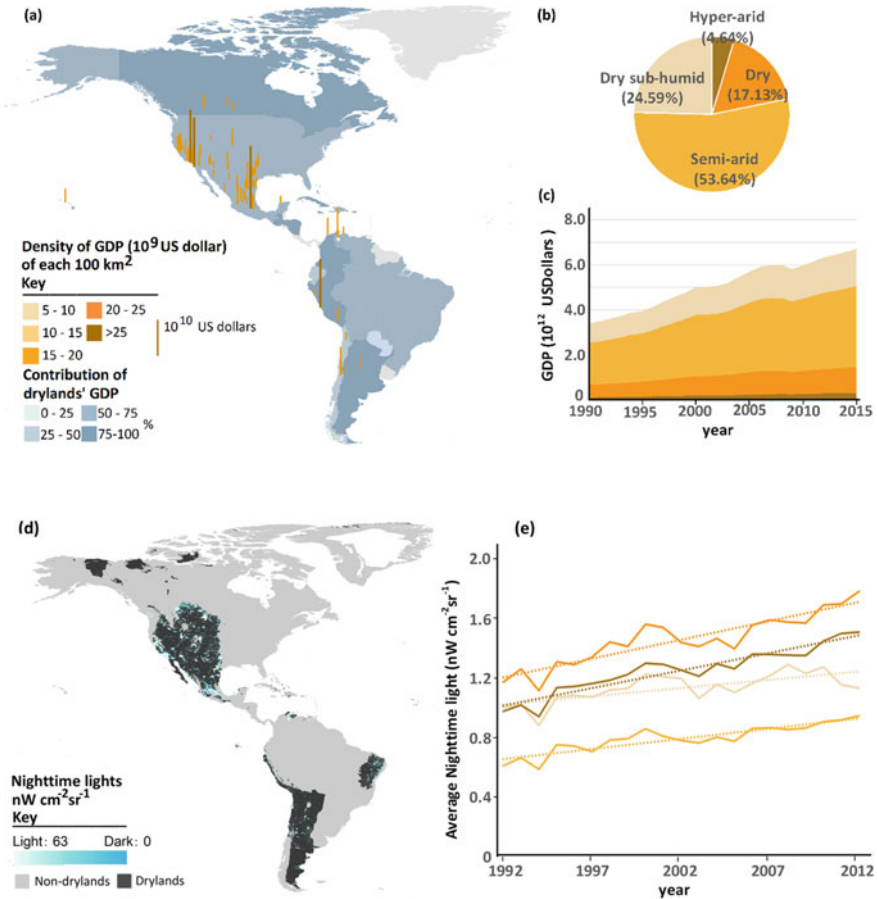 (a)
Density of GDP (10⁹ US dollar)
of each 100 km²
Key
5 - 10
20 - 25
10 - 15
>25
15 - 20
10¹⁰ US dollars
Contribution of
drylands' GDP
0 - 25
50 - 75
25 - 50
75-100
%
(b)
Hyper-arid
(4.64%)
Dry sub-humid
(24.59%)
Dry
(17.13%)
Semi-arid
(53.64%)
(c)
GDP (10¹² USDollars )
8.0
6.0
4.0
2.0
0
1990
1995
2000
2005
2010
2015
year
(d)
Nighttime lights
nW cm⁻²sr⁻¹
Key
Light: 63
Dark: 0
Non-drylands
Drylands
(e)
Average Nighttime light (nW cm⁻²sr⁻¹)
2.0
1.6
1.2
0.8
0.4
0
1992
1997
2002
2007
2012
year